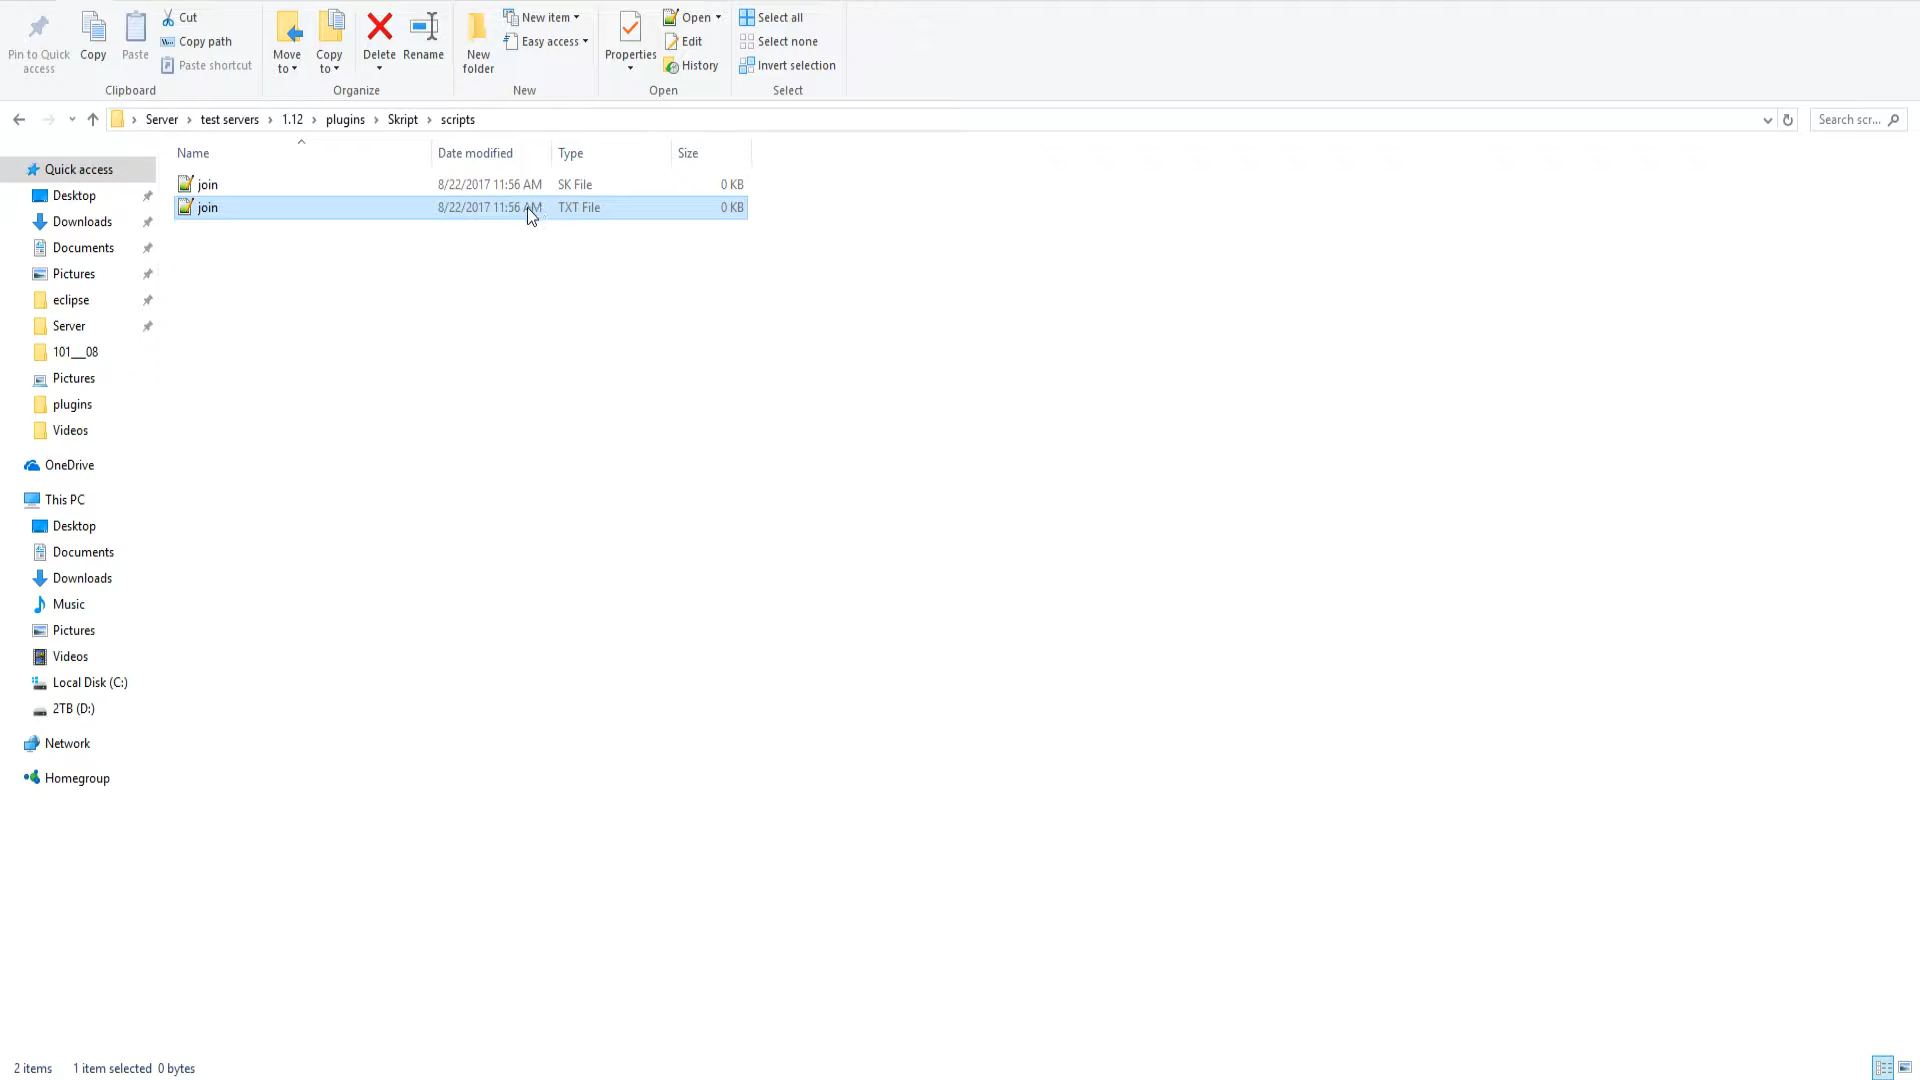 Pin to Quick access
Copy
Paste
Cut
Copy path
Paste shortcut
Clipboard
Move to
Copy to
Delete
Rename
Organize
New folder
New item
Easy access
New
Properties
Open
Edit
History
Open
Select all
Select none
Invert selection
Select
Server > test servers > 1.12 > plugins > Skript > scripts
Search scr...
Name Date modified Type Size
join 8/22/2017 11:56 AM SK File 0 KB
join 8/22/2017 11:56 AM TXT File 0 KB
Quick access
Desktop
Downloads
Documents
Pictures
eclipse
Server
101__08
Pictures
plugins
Videos
OneDrive
This PC
Desktop
Documents
Downloads
Music
Pictures
Videos
Local Disk (C:)
2TB (D:)
Network
Homegroup
2 items 1 item selected 0 bytes